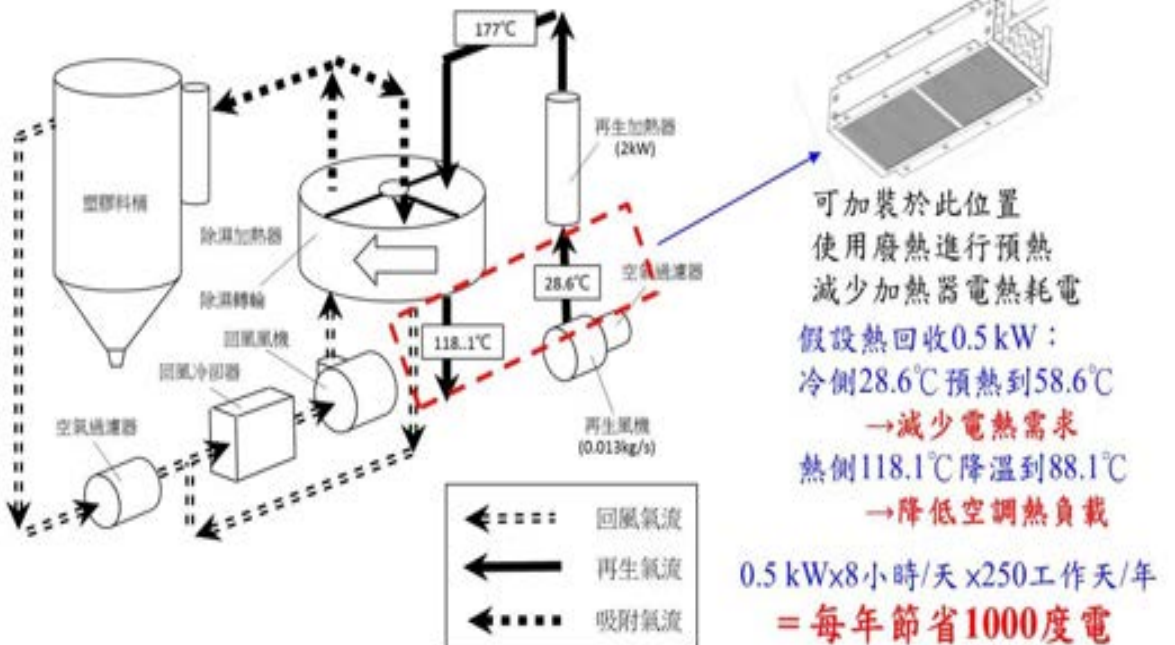 177℃
再生加熱器
(2kW)
塑膠料桶
除濕加熱器
除濕轉輪
28.6℃
空氣過濾器
118..1℃
回風風機
回風冷卻器
空氣過濾器
再生風機
(0.013kg/s)
回風氣流
再生氣流
吸附氣流
可加裝於此位置
使用廢熱進行預熱
減少加熱器電熱耗電
假設熱回收0.5 kW：
冷側28.6℃預熱到58.6℃
→減少電熱需求
熱側118.1℃降溫到88.1℃
→降低空調熱負載
0.5 kW×8小時/天 ×250工作天/年
=每年節省1000度電